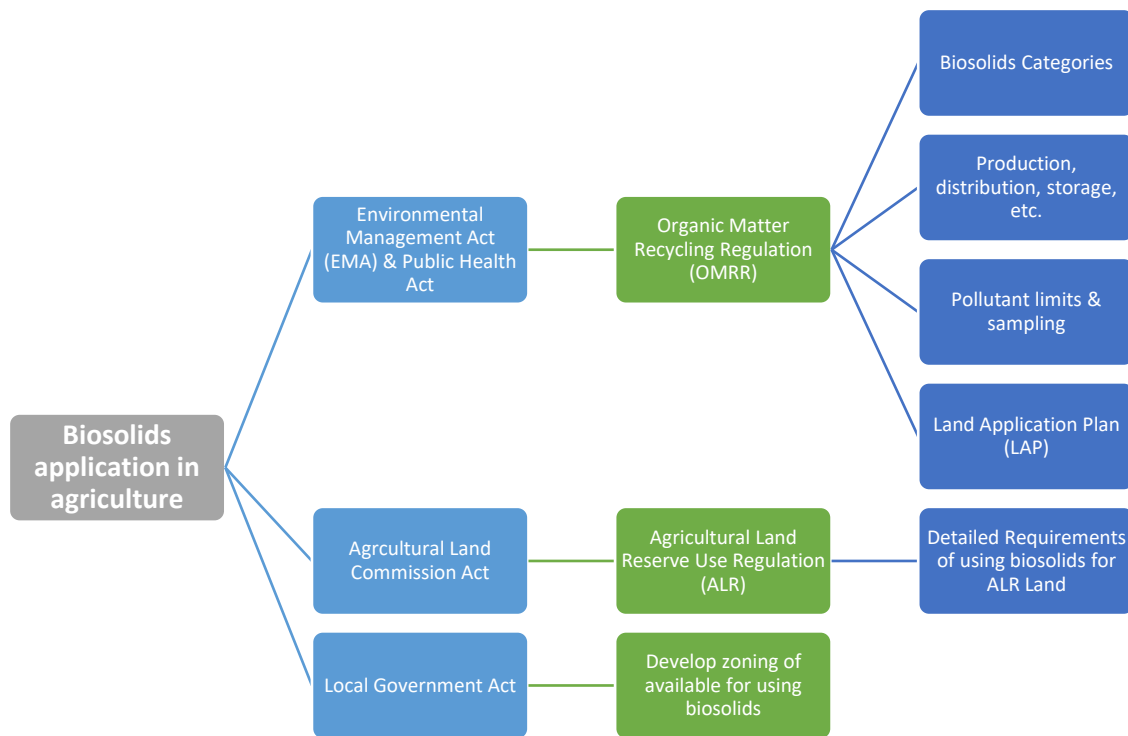 Biosolids
application in
agriculture
Environmental
Management Act
(EMA) & Public Health
Act
Organic Matter
Recycling Regulation
(OMRR)
Biosolids Categories
Production,
distribution, storage,
etc.
Pollutant limits &
sampling
Land Application Plan
(LAP)
Agrcultural Land
Commission Act
Agricultural Land
Reserve Use Regulation
(ALR)
Detailed Requirements
of using biosolids for
ALR Land
Local Government Act
Develop zoning of
available for using
biosolids